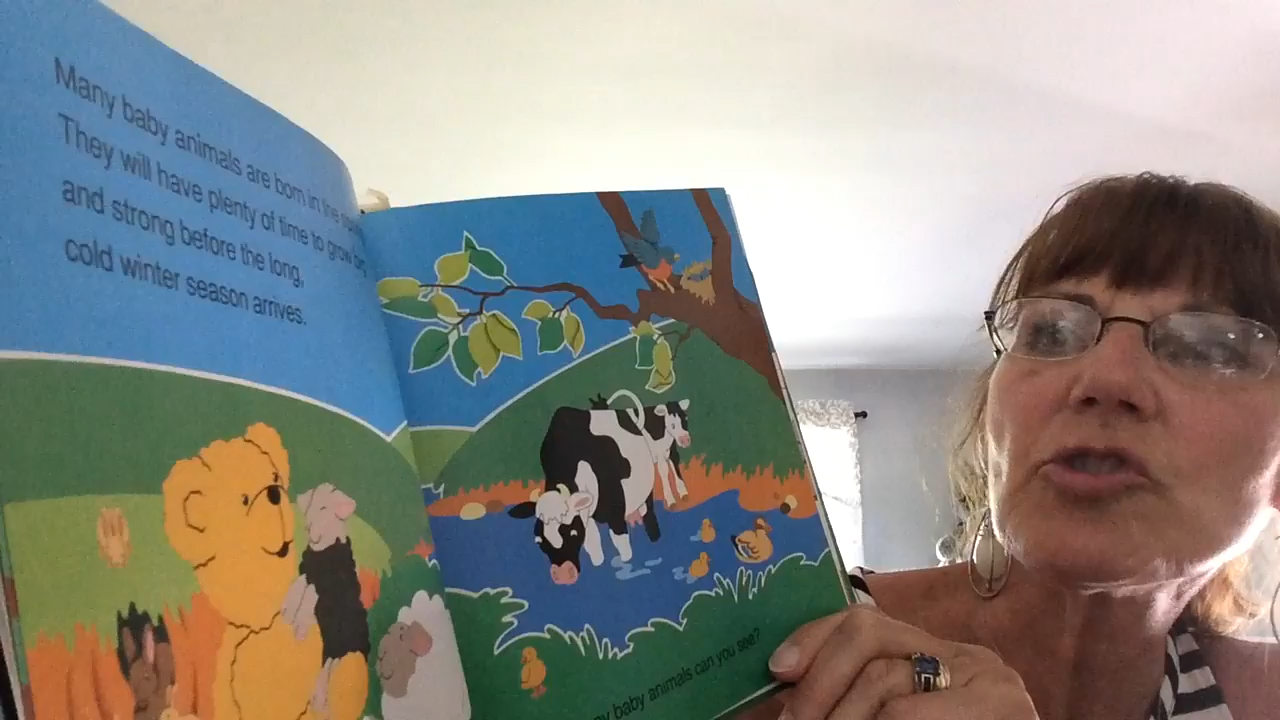 Many baby animals are born in the
They will have plenty of time to grow
and strong before the long,
cold winter season arrives.
baby animals can you see?